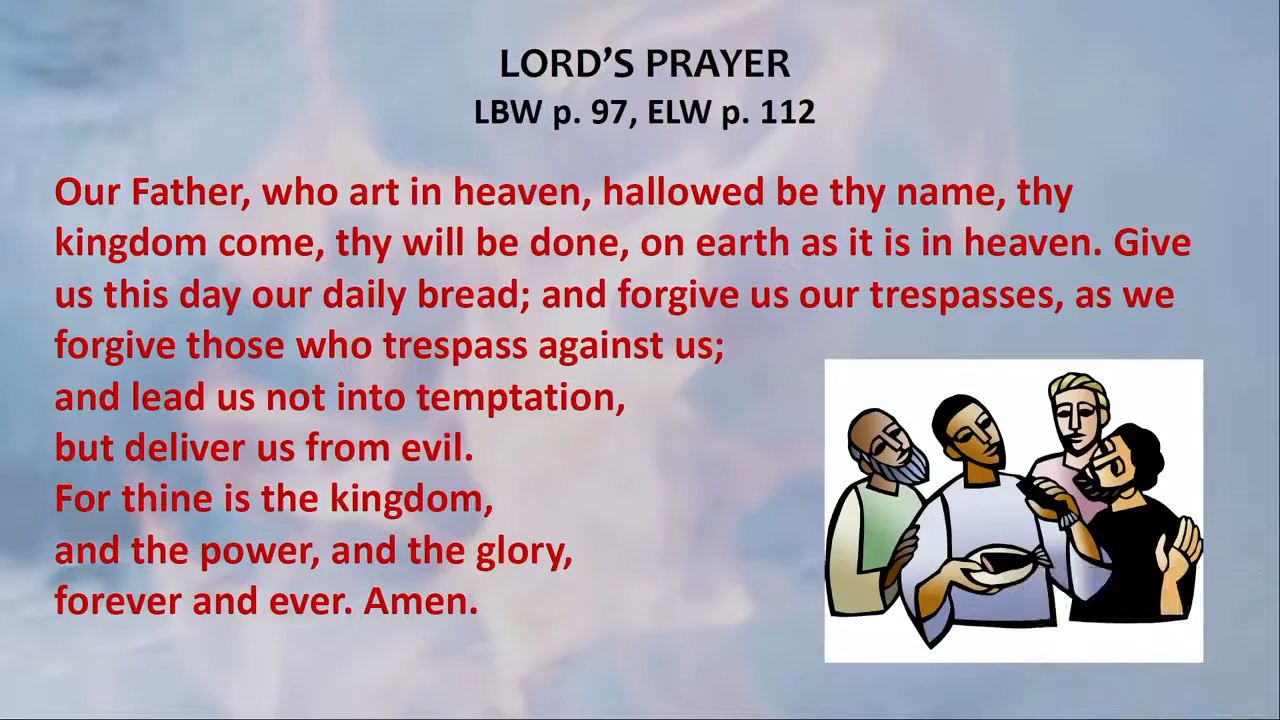 LORD’S PRAYER
LBW p. 97, ELW p. 112
Our Father, who art in heaven, hallowed be thy name, thy
kingdom come, thy will be done, on earth as it is in heaven. Give
us this day our daily bread; and forgive us our trespasses, as we
forgive those who trespass against us;
and lead us not into temptation,
but deliver us from evil.
For thine is the kingdom,
and the power, and the glory,
forever and ever. Amen.